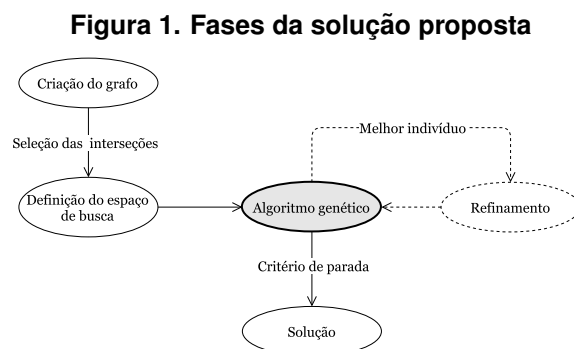 Figura 1. Fases da solução proposta
Criação do grafo
Seleção das interseções
Definição do espaço
de busca
Algoritmo genético
Melhor indivíduo
Refinamento
Critério de parada
Solução